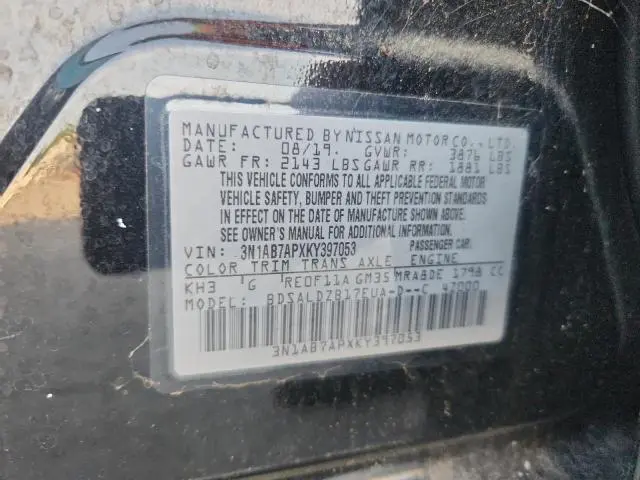 MANUFACTURED BY NISSAN MOTOR CO., LTD.
DATE: 08/19. GVWR: 3876 LBS
GAWR FR: 2143 LBS GAWR RR: 1881 LBS
THIS VEHICLE CONFORMS TO ALL APPLICABLE FEDERAL MOTOR
VEHICLE SAFETY, BUMPER, AND THEFT PREVENTION STANDARDS
IN EFFECT ON THE DATE OF MANUFACTURE SHOWN ABOVE.
SEE OWNER'S MANUAL FOR ADDITIONAL INFORMATION.
VIN: 3N1AB7APXKY397053 PASSENGER CAR
COLOR TRIM TRANS AXLE ENGINE
KH3 G RE0F11A GM35 MRA8DE 1798 CC
MODEL: BDSALDZB17EUA-D--C 47000
3N1AB7APXKY397053